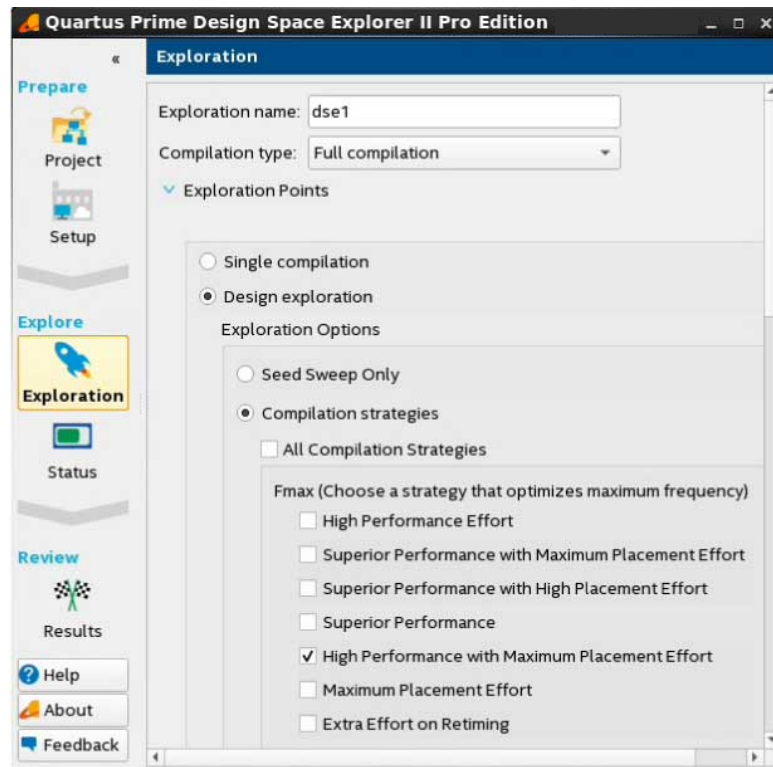 Quartus Prime Design Space Explorer II Pro Edition
«
Exploration
Prepare
Project
Setup
Explore
Exploration
Status
Review
Results
Help
About
Feedback
Exploration name: dse1
Compilation type: Full compilation
Exploration Points
Single compilation
Design exploration
Exploration Options
Seed Sweep Only
Compilation strategies
All Compilation Strategies
Fmax (Choose a strategy that optimizes maximum frequency)
High Performance Effort
Superior Performance with Maximum Placement Effort
Superior Performance with High Placement Effort
Superior Performance
High Performance with Maximum Placement Effort
Maximum Placement Effort
Extra Effort on Retiming